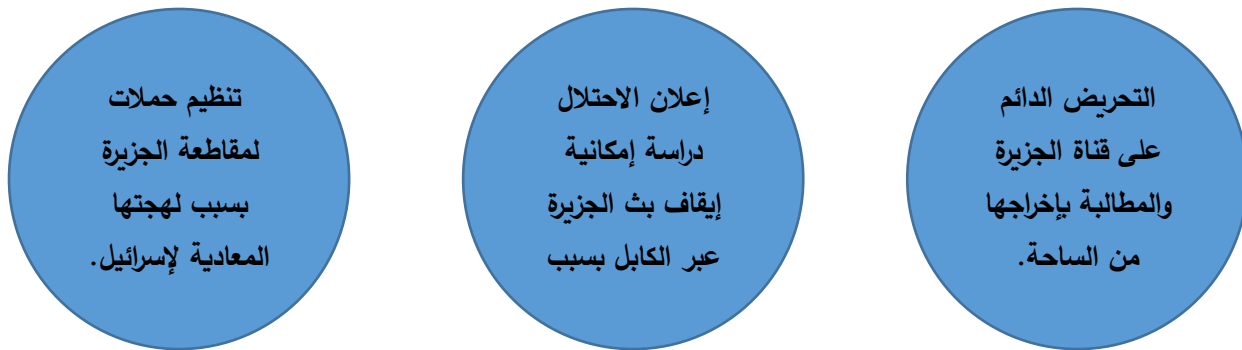 التحريض الدائم
على قناة الجزيرة
والمطالبة بإخراجها
من الساحة.
إعلان الاحتلال
دراسة إمكانية
إيقاف بث الجزيرة
عبر الكابل بسبب
تنظيم حملات
لمقاطعة الجزيرة
بسبب لهجتها
المعادية لإسرائيل.